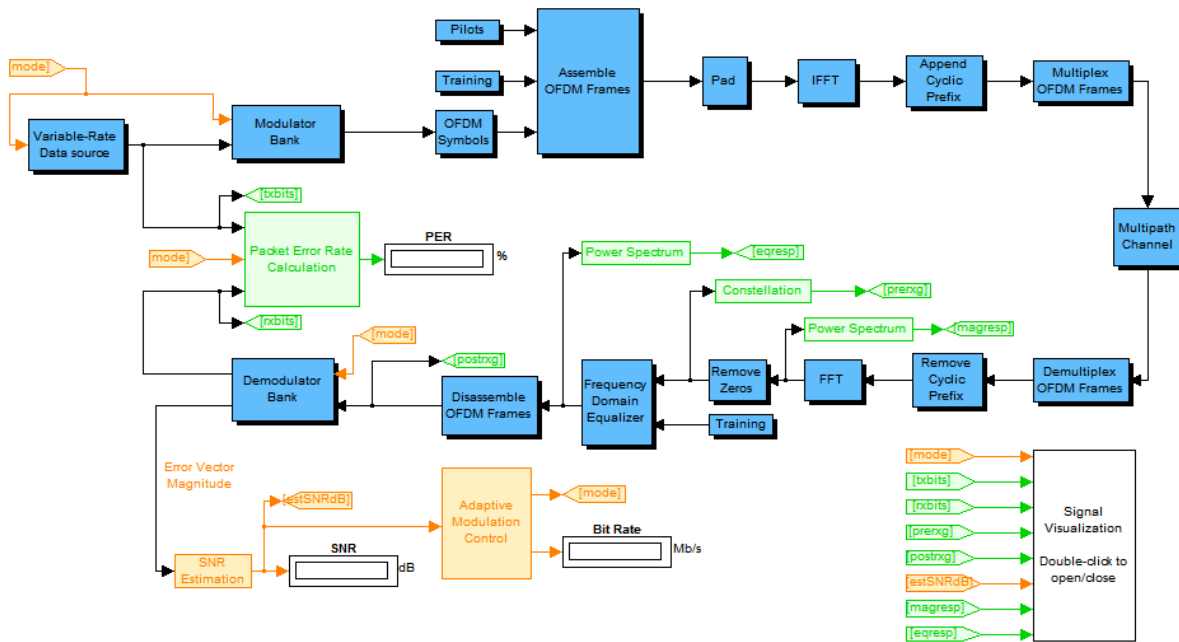 Pilots
[mode]
Training
Assemble
OFDM Frames
Pad
IFFT
Append
Cyclic
Prefix
Multiplex
OFDM Frames
Variable-Rate
Data source
Modulator
Bank
OFDM
Symbols
[txbits]
Multipath
Channel
Packet Error Rate
Calculation
PER
%
[mode]
Power Spectrum
[eqresp]
Constellation
[prerxg]
[rxbits]
[mode]
Power Spectrum
[magresp]
Demodulator
Bank
[postrxg]
Disassemble
OFDM Frames
Frequency
Domain
Equalizer
Remove
Zeros
FFT
Remove
Cyclic
Prefix
Demultiplex
OFDM Frames
Training
Error Vector
Magnitude
[estSNRdB]
Adaptive
Modulation
Control
[mode]
Bit Rate
Mb/s
SNR
Estimation
SNR
dB
[mode]
[txbits]
[rxbits]
[prerxg]
[postrxg]
[estSNRdB]
[magresp]
[eqresp]
Signal
Visualization
Double-click to
open/close